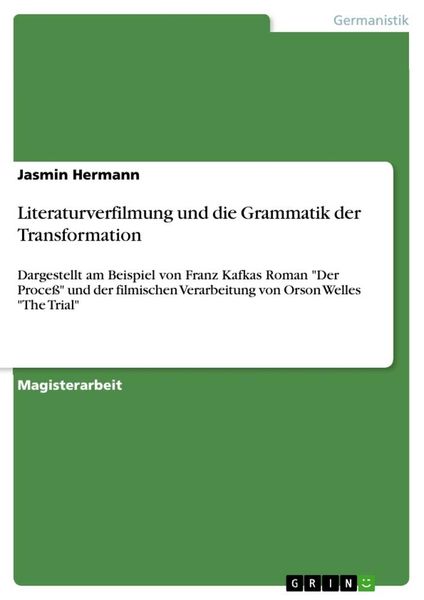 Germanistik
Jasmin Hermann
Literaturverfilmung und die Grammatik der
Transformation
Dargestellt am Beispiel von Franz Kafkas Roman "Der
Proceß" und der filmischen Verarbeitung von Orson Welles
"The Trial"
Magisterarbeit
GRIN